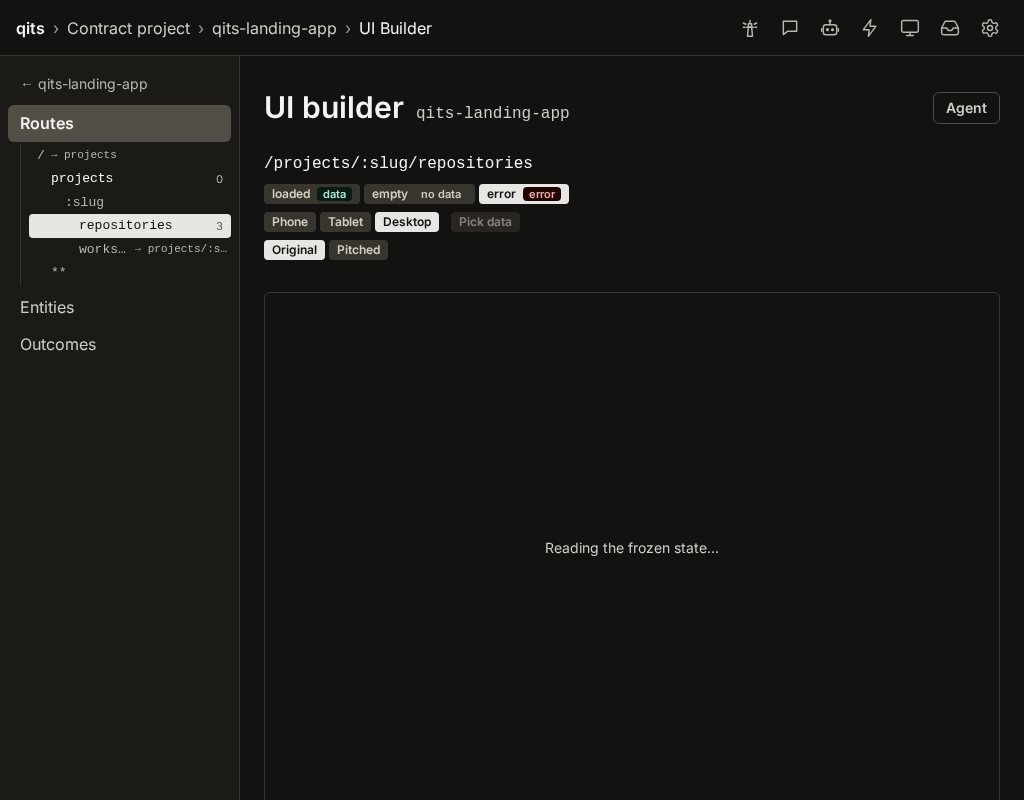 qits › Contract project › qits-landing-app › UI Builder
← qits-landing-app
Routes
/ → projects
projects 0
:slug
repositories 3
works… → projects/:s…
**
Entities
Outcomes
UI builder qits-landing-app
Agent
/projects/:slug/repositories
loaded data empty no data error error
Phone Tablet Desktop Pick data
Original Pitched
Reading the frozen state…